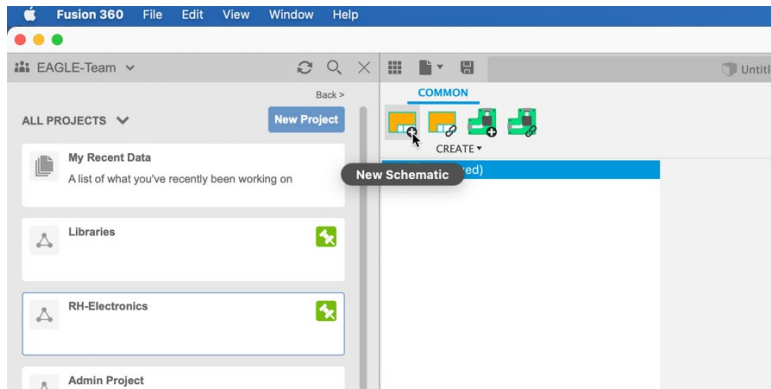 Fusion 360 File Edit View Window Help
EAGLE-Team
Untitl
Back >
COMMON
ALL PROJECTS
New Project
CREATE
My Recent Data
A list of what you've recently been working on
New Schematic
ed)
Libraries
RH-Electronics
Admin Project